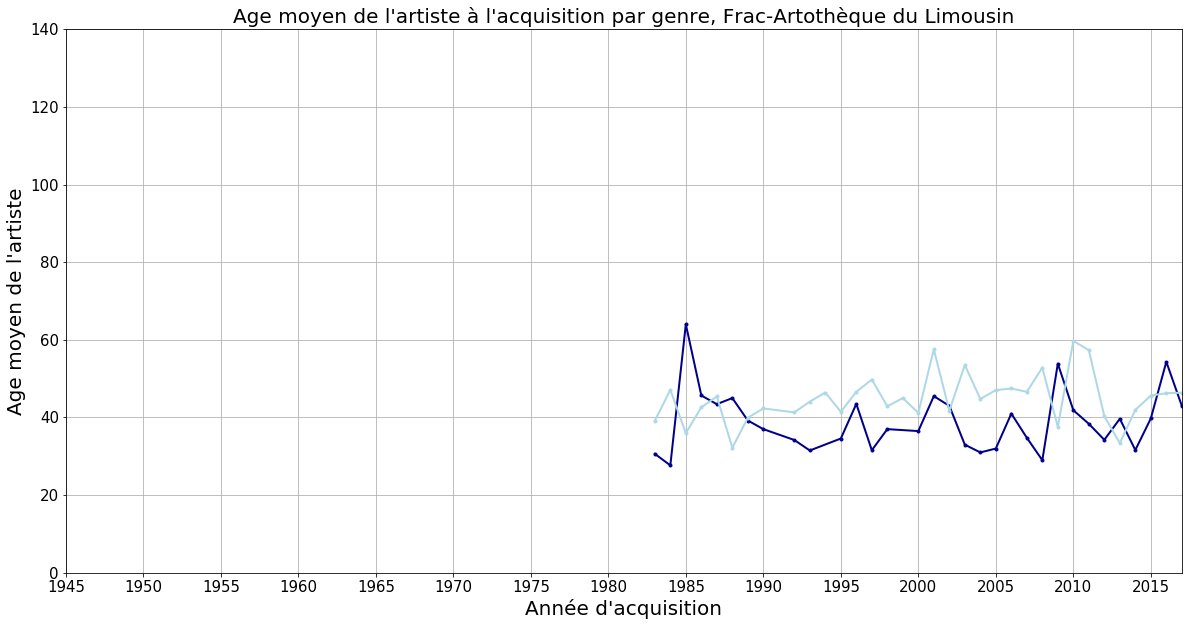 Age moyen de l'artiste à l'acquisition par genre, Frac-Artothèque du Limousin
140
120
100
80
60
40
20
0
Age moyen de l'artiste
1945 1950 1955 1960 1965 1970 1975 1980 1985 1990 1995 2000 2005 2010 2015
Année d'acquisition